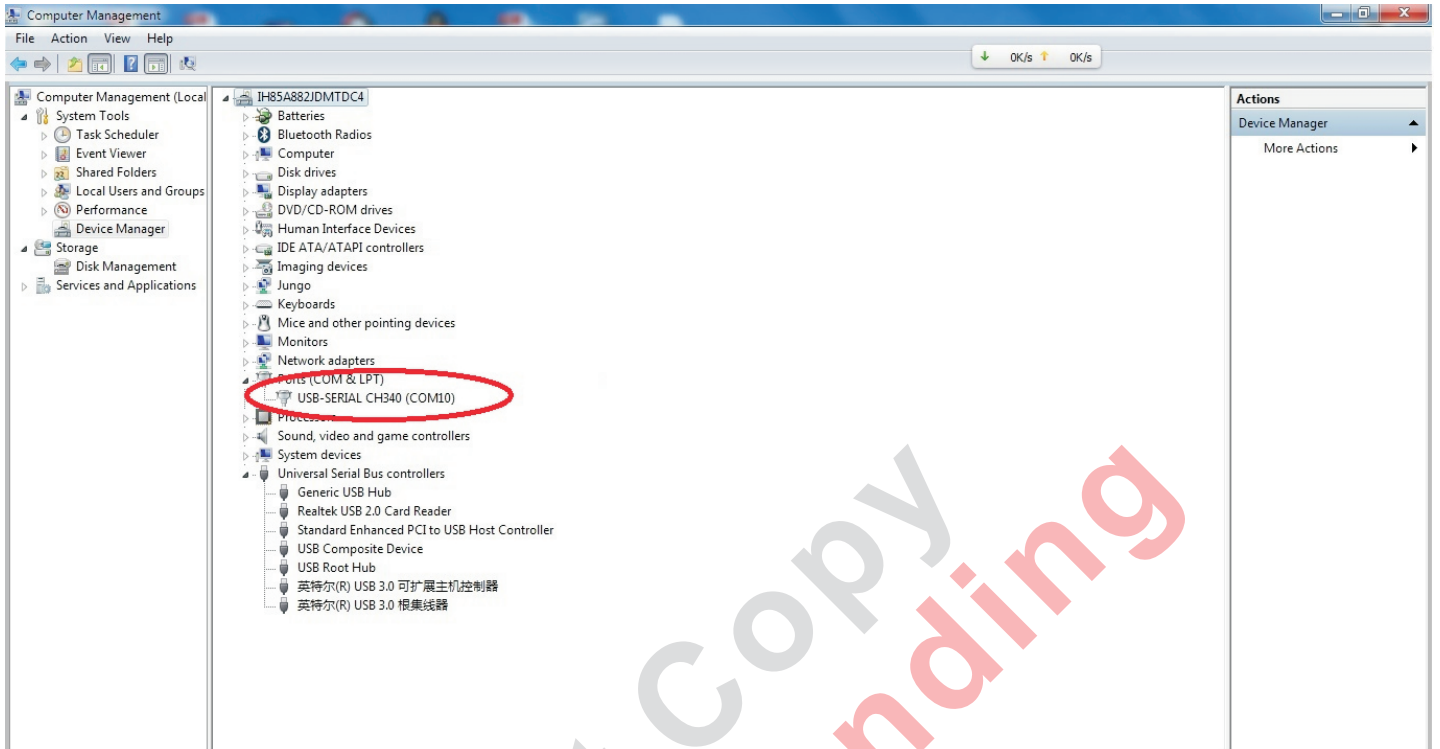 Computer Management
File Action View Help
0K/s 0K/s
Computer Management (Local
System Tools
Task Scheduler
Event Viewer
Shared Folders
Local Users and Groups
Performance
Device Manager
Storage
Disk Management
Services and Applications
IH85A882JDMTDC4
Batteries
Bluetooth Radios
Computer
Disk drives
Display adapters
DVD/CD-ROM drives
Human Interface Devices
IDE ATA/ATAPI controllers
Imaging devices
Jungo
Keyboards
Mice and other pointing devices
Monitors
Network adapters
Ports (COM & LPT)
USB-SERIAL CH340 (COM10)
Processors
Sound, video and game controllers
System devices
Universal Serial Bus controllers
Generic USB Hub
Realtek USB 2.0 Card Reader
Standard Enhanced PCI to USB Host Controller
USB Composite Device
USB Root Hub
英特尔(R) USB 3.0 可扩展主机控制器
英特尔(R) USB 3.0 根集线器
Actions
Device Manager
More Actions
Copy
nding